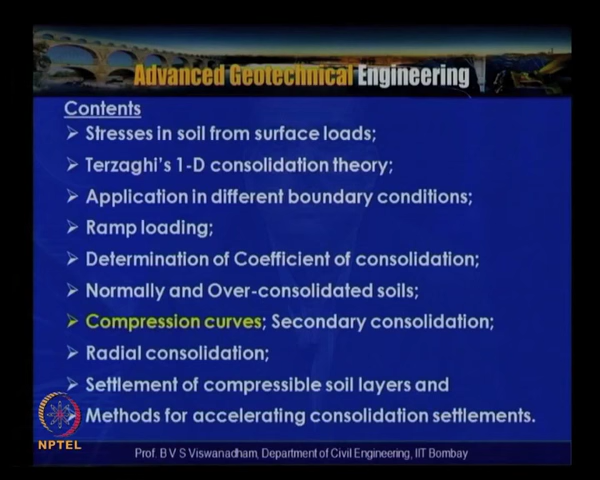 Advanced Geotechnical Engineering
Contents
➢ Stresses in soil from surface loads;
➢ Terzaghi's 1-D consolidation theory;
➢ Application in different boundary conditions;
➢ Ramp loading;
➢ Determination of Coefficient of consolidation;
➢ Normally and Over-consolidated soils;
➢ Compression curves; Secondary consolidation;
➢ Radial consolidation;
➢ Settlement of compressible soil layers and
➢ Methods for accelerating consolidation settlements.
NPTEL
Prof. B V S Viswanadham, Department of Civil Engineering, IIT Bombay